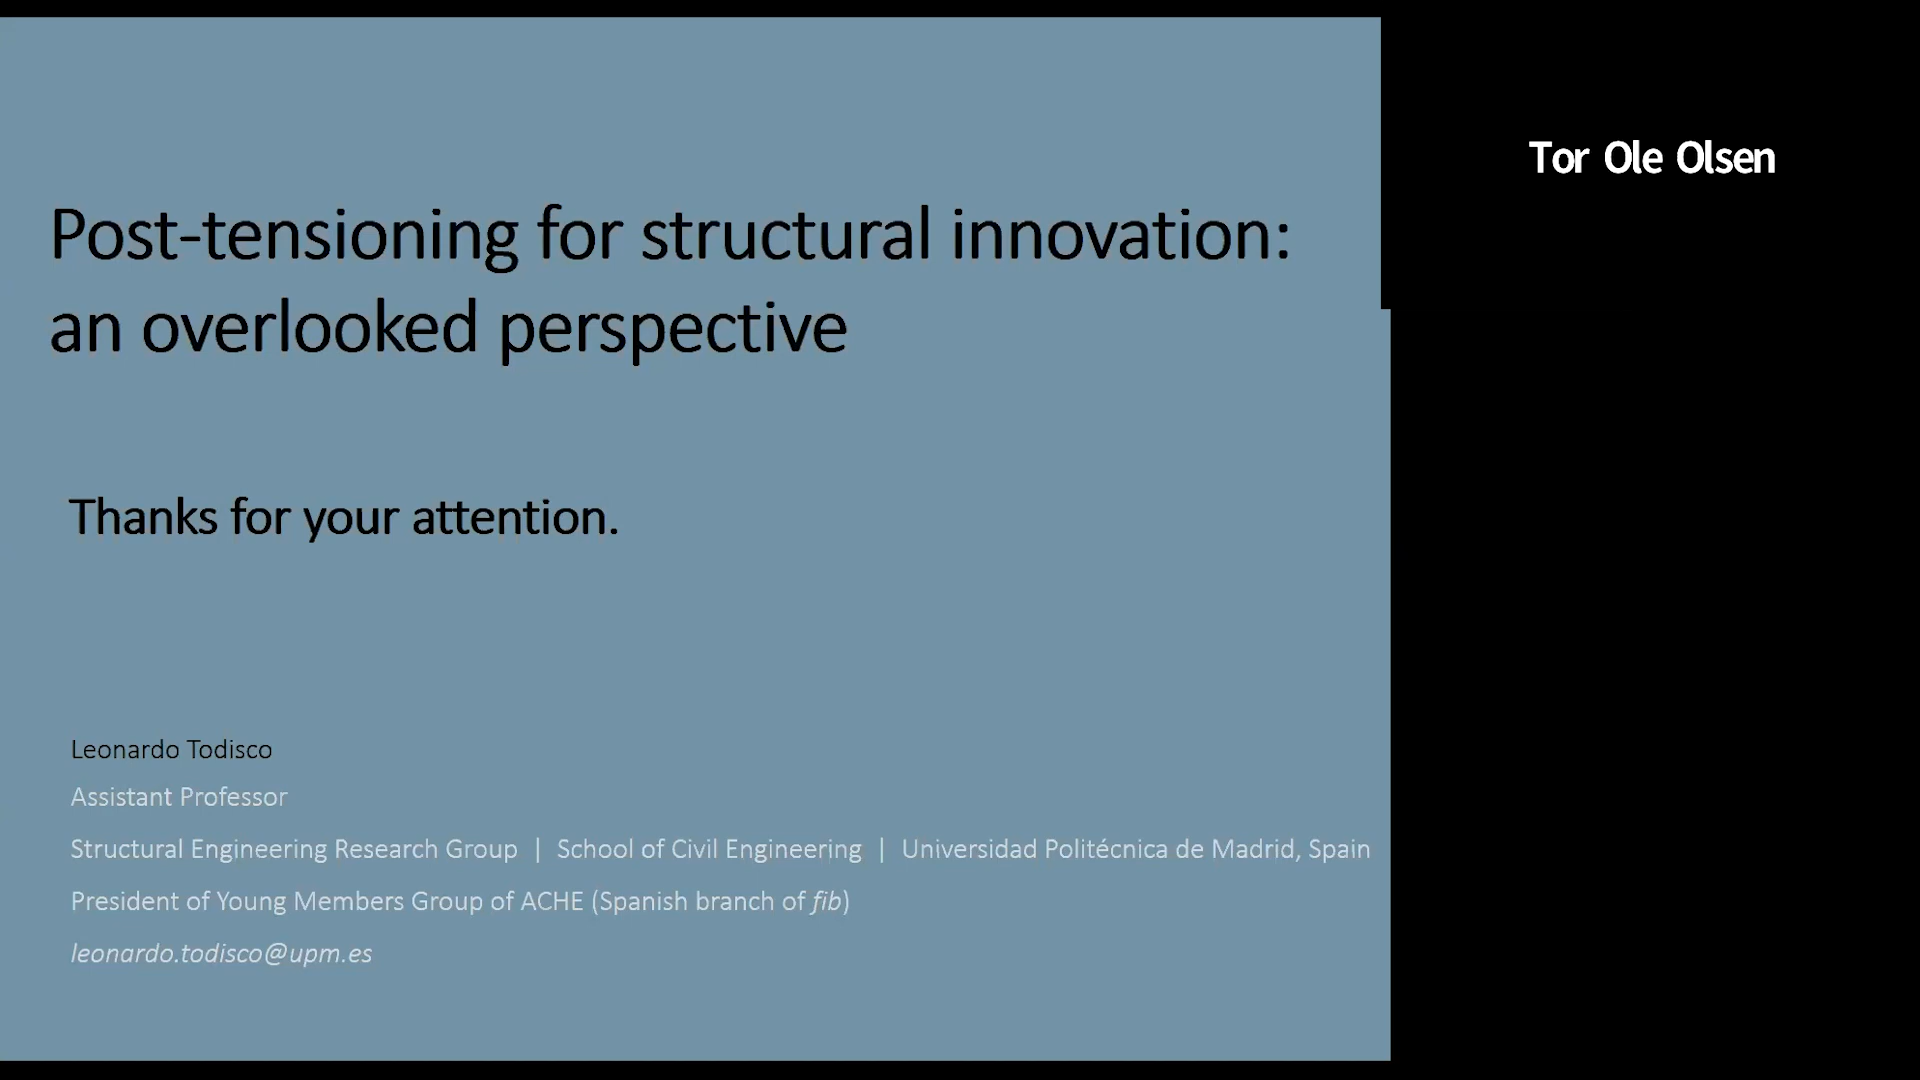 Post-tensioning for structural innovation:
an overlooked perspective
Thanks for your attention.
Leonardo Todisco
Assistant Professor
Structural Engineering Research Group | School of Civil Engineering | Universidad Politécnica de Madrid, Spain
President of Young Members Group of ACHE (Spanish branch of fib)
leonardo.todisco@upm.es
Tor Ole Olsen